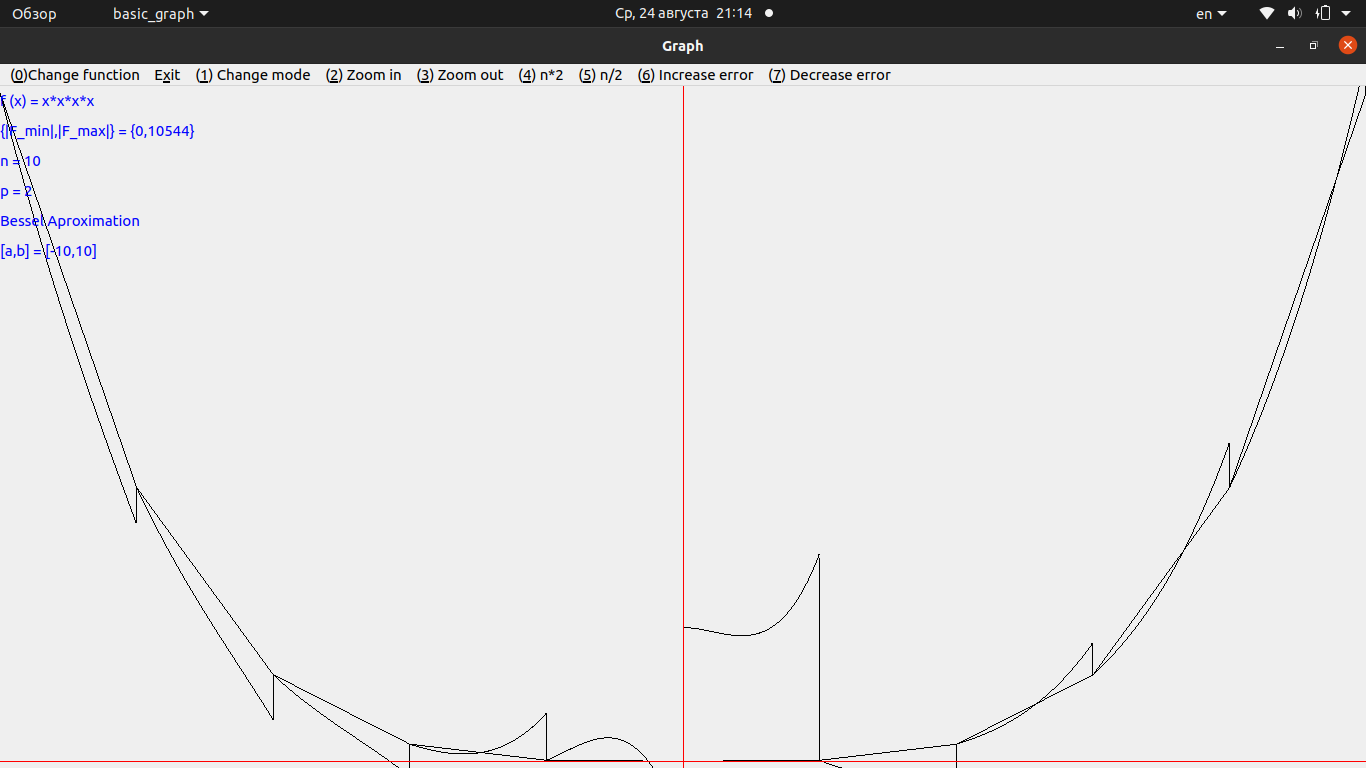 Обзор basic_graph Ср, 24 августа 21:14 en
Graph
(0)Change function Exit (1) Change mode (2) Zoom in (3) Zoom out (4) n*2 (5) n/2 (6) Increase error (7) Decrease error
f (x) = x*x*x*x
{|F_min|,|F_max|} = {0,10544}
n = 10
p = 2
Bessel Aproximation
[a,b] = [-10,10]